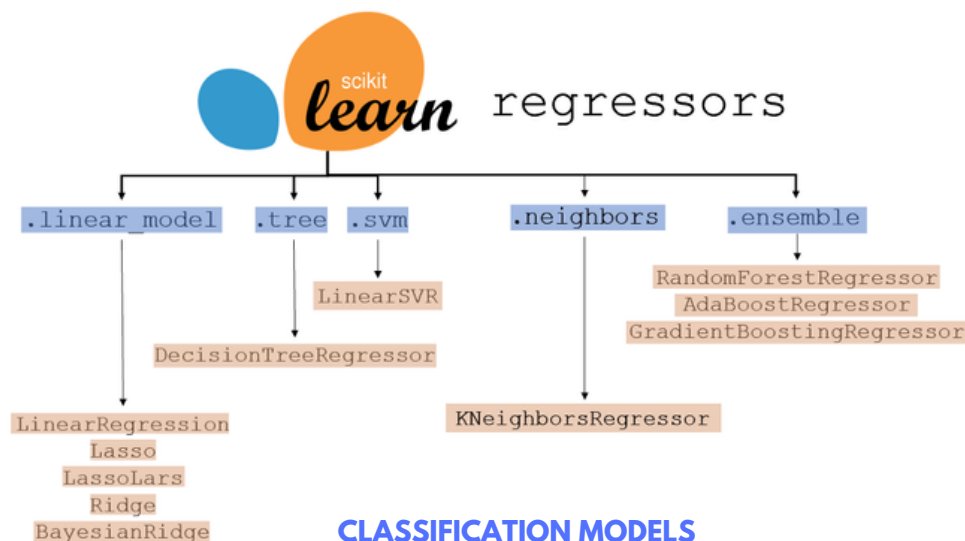 scikit
learn regressors
.linear_model .tree .svm .neighbors .ensemble
RandomForestRegressor
LinearSVR
AdaBoostRegressor
GradientBoostingRegressor
DecisionTreeRegressor
KNeighborsRegressor
LinearRegression
Lasso
LassoLars
Ridge
BayesianRidge
CLASSIFICATION MODELS